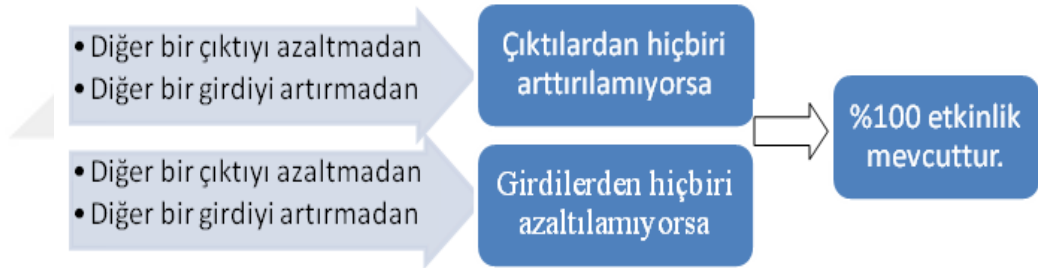 • Diğer bir çıktıyı azaltmadan
• Diğer bir girdiyi artırmadan
Çıktılardan hiçbiri
arttırılamıyorsa
• Diğer bir çıktıyı azaltmadan
• Diğer bir girdiyi artırmadan
Girdilerden hiçbiri
azaltılamıyorsa
%100 etkinlik
mevcuttur.